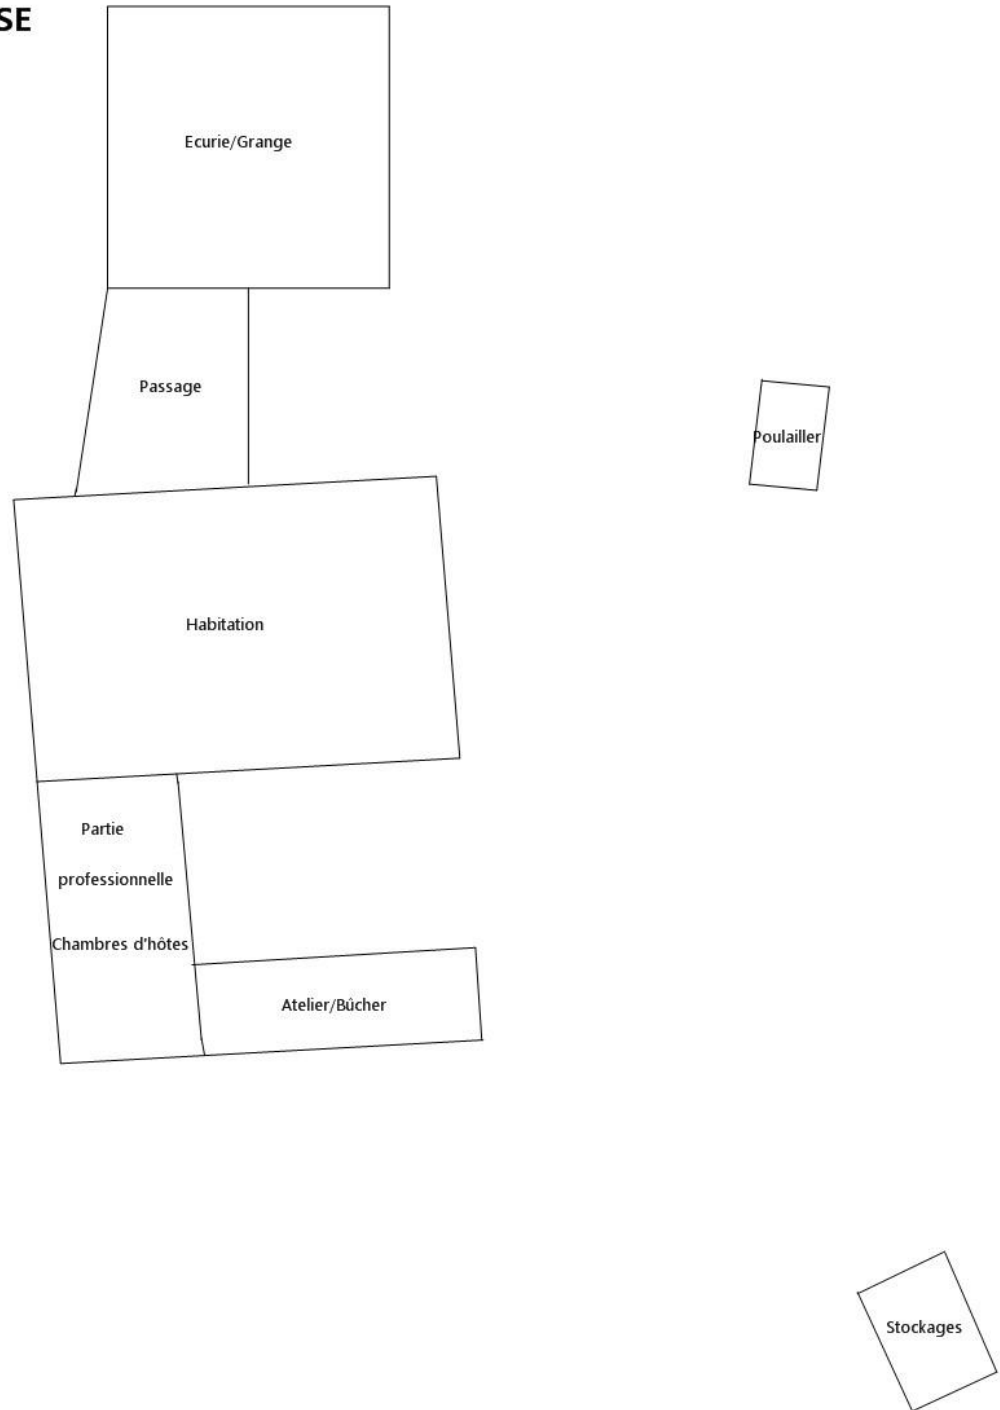 SE
Ecurie/Grange
Passage
Poulailler
Habitation
Partie
professionnelle
Chambres d'hôtes
Atelier/Bûcher
Stockages